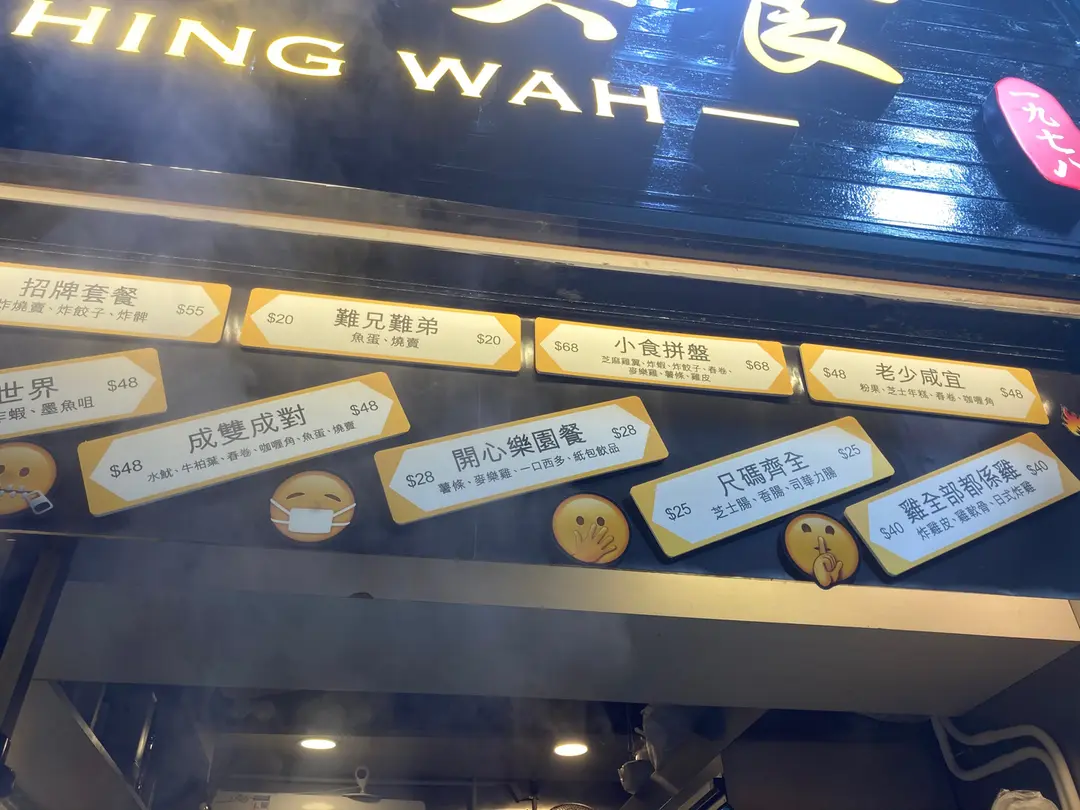 食
HING WAH
一九七八
招牌套餐
炸燒賣、炸餃子、炸髀
$55
$20
難兄難弟
魚蛋、燒賣
$20
$68
小食拼盤
芝麻雞翼、炸蝦、炸餃子、春卷、
麥樂雞、薯條、雞皮
$68
$48
老少咸宜
粉果、芝士年糕、春卷、咖喱角
$48
世界
炸蝦、墨魚咀
$48
$48
成雙成對
水魷、牛柏葉、春卷、咖喱角、魚蛋、燒賣
$48
$28
開心樂園餐
薯條、麥樂雞、一口西多、紙包飲品
$28
$25
尺碼齊全
芝士腸、香腸、司華力腸
$25
$40
雞全部都係雞
炸雞皮、雞軟骨、日式炸雞
$40